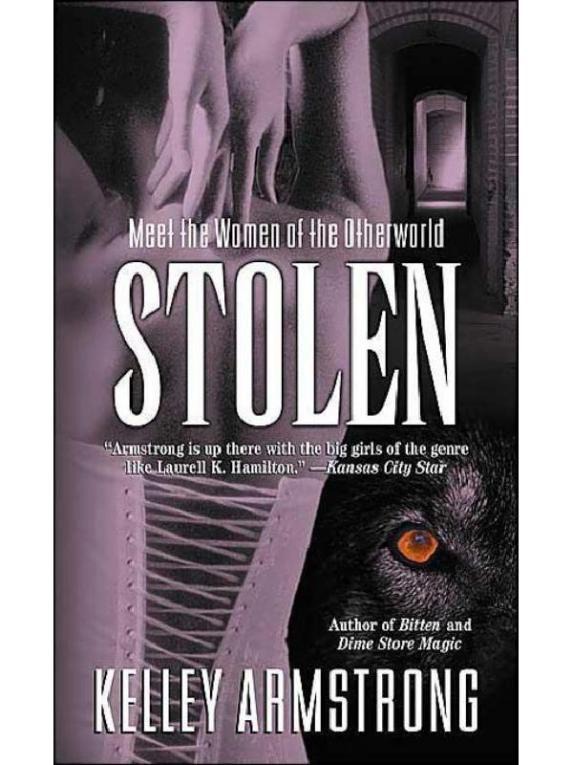 Meet the Women of the Otherworld
STOLEN
“Armstrong is up there with the big girls of the genre
like Laurell K. Hamilton.” —Kansas City Star
Author of Bitten and
Dime Store Magic
KELLEY ARMSTRONG